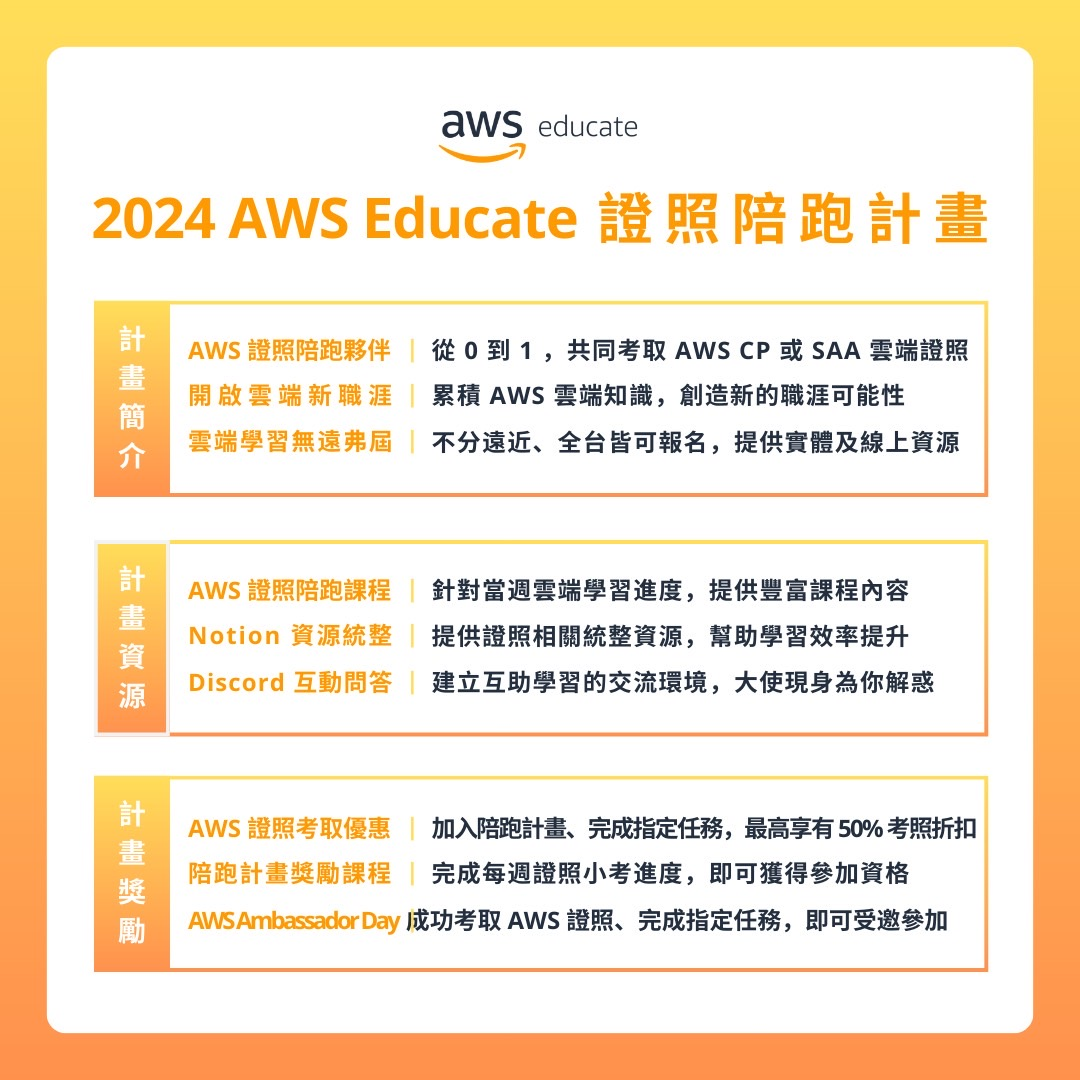 aws educate
2024 AWS Educate 證照陪跑計畫
計畫簡介
AWS 證照陪跑夥伴 | 從 0 到 1 ，共同考取 AWS CP 或 SAA 雲端證照
開啟雲端新職涯 | 累積 AWS 雲端知識，創造新的職涯可能性
雲端學習無遠弗屆 | 不分遠近、全台皆可報名，提供實體及線上資源
計畫資源
AWS 證照陪跑課程 | 針對當週雲端學習進度，提供豐富課程內容
Notion 資源統整 | 提供證照相關統整資源，幫助學習效率提升
Discord 互動問答 | 建立互助學習的交流環境，大使現身為你解惑
計畫獎勵
AWS 證照考取優惠 | 加入陪跑計畫、完成指定任務，最高享有 50% 考照折扣
陪跑計畫獎勵課程 | 完成每週證照小考進度，即可獲得參加資格
AWS Ambassador Day | 成功考取 AWS 證照、完成指定任務，即可受邀參加